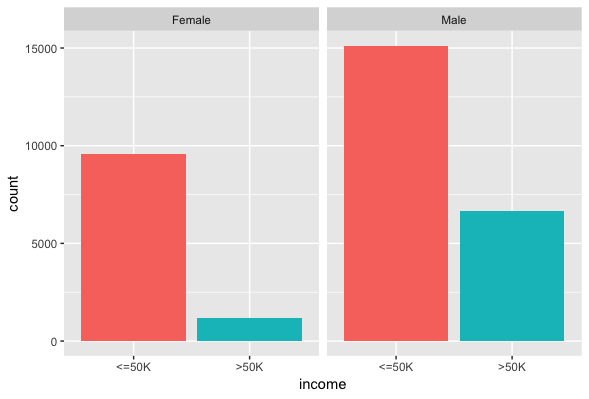 Female
Male
15000
10000
5000
0
count
<=50K
>50K
<=50K
>50K
income